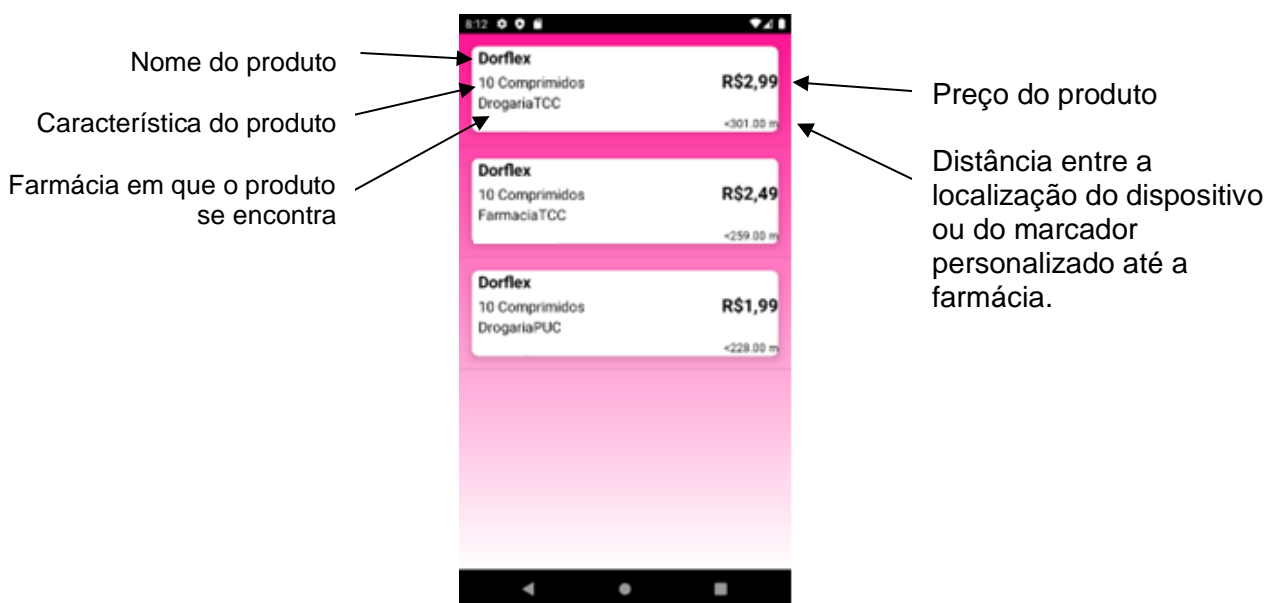 Nome do produto
Característica do produto
Farmácia em que o produto
se encontra
8:12
Dorflex
10 Comprimidos
R$2,99
DrogariaTCC
<301.00 m
Dorflex
10 Comprimidos
R$2,49
FarmaciaTCC
<259.00 m
Dorflex
10 Comprimidos
R$1,99
DrogariaPUC
<228.00 m
Preço do produto
Distância entre a
localização do dispositivo
ou do marcador
personalizado até a
farmácia.